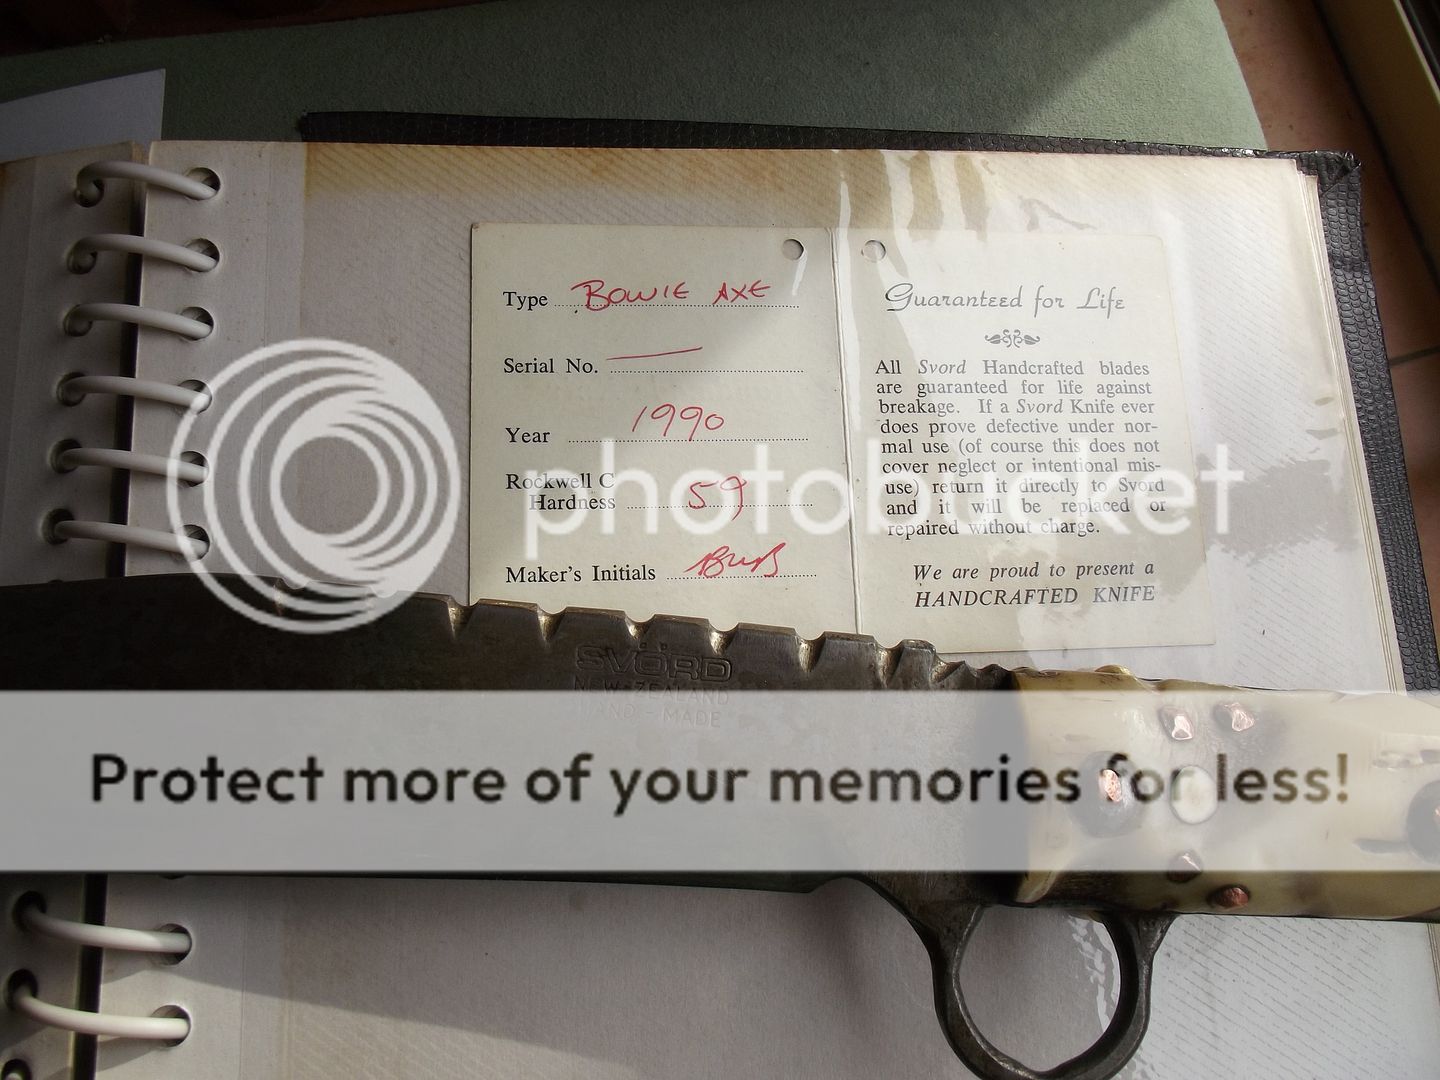 Type BOWIE AXE
Serial No.
Year 1990
Rockwell C
Hardness 59
Maker's Initials
Guaranteed for Life
All Svord Handcrafted blades
are guaranteed for life against
breakage. If a Svord Knife ever
does prove defective under nor-
mal use (of course this does not
cover neglect or intentional mis-
use) return it directly to Svord
and it will be replaced or
repaired without charge.
We are proud to present a
HANDCRAFTED KNIFE
photobucket
SVÖRD
NEW-ZEALAND
HAND-MADE
Protect more of your memories for less!